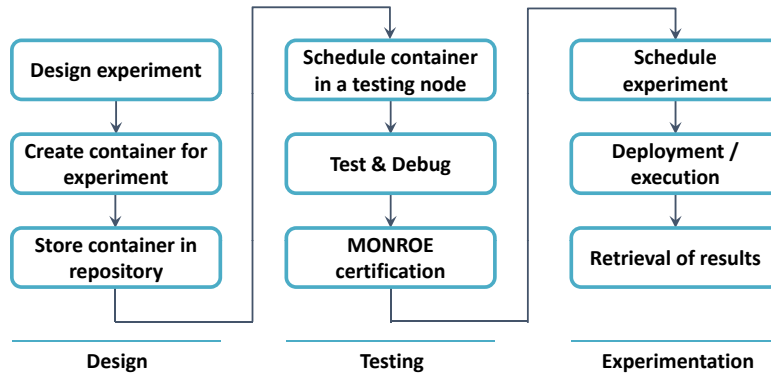 Design experiment
Create container for
experiment
Store container in
repository
Design
Schedule container
in a testing node
Test & Debug
MONROE
certification
Testing
Schedule
experiment
Deployment /
execution
Retrieval of results
Experimentation